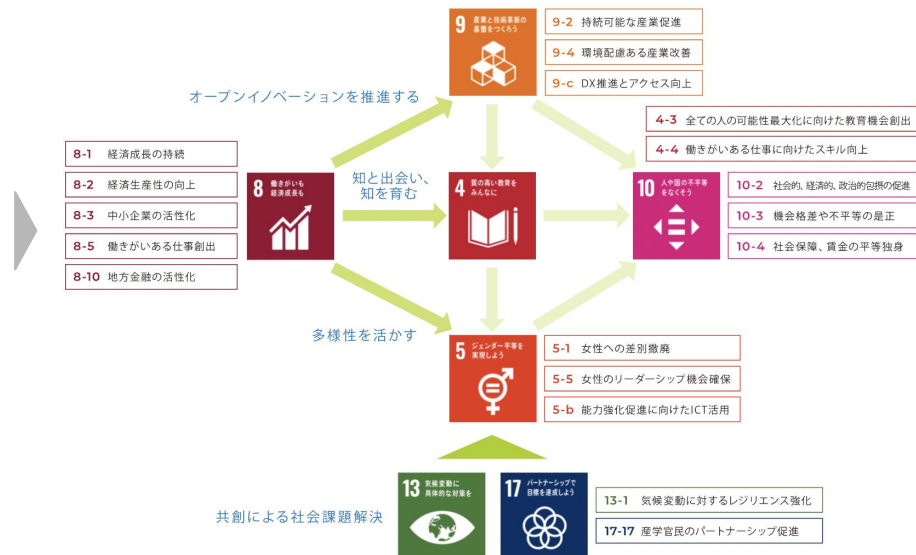 9 産業と技術革新の
基盤をつくろう
9-2 持続可能な産業促進
9-4 環境配慮ある産業改善
9-c DX推進とアクセス向上
オープンイノベーションを推進する
4-3 全ての人の可能性最大化に向けた教育機会創出
4-4 働きがいある仕事に向けたスキル向上
8-1 経済成長の持続
8-2 経済生産性の向上
8-3 中小企業の活性化
8-5 働きがいある仕事創出
8-10 地方金融の活性化
8 働きがいも
経済成長も
知と出会い、
知を育む
4 質の高い教育を
みんなに
10 人や国の不平等
をなくそう
10-2 社会的、経済的、政治的包摂の促進
10-3 機会格差や不平等の是正
10-4 社会保障、賃金の平等独身
多様性を活かす
5 ジェンダー平等を
実現しよう
5-1 女性への差別撤廃
5-5 女性のリーダーシップ機会確保
5-b 能力強化促進に向けたICT活用
共創による社会課題解決
13 気候変動に
具体的な対策を
17 パートナーシップで
目標を達成しよう
13-1 気候変動に対するレジリエンス強化
17-17 産学官民のパートナーシップ促進